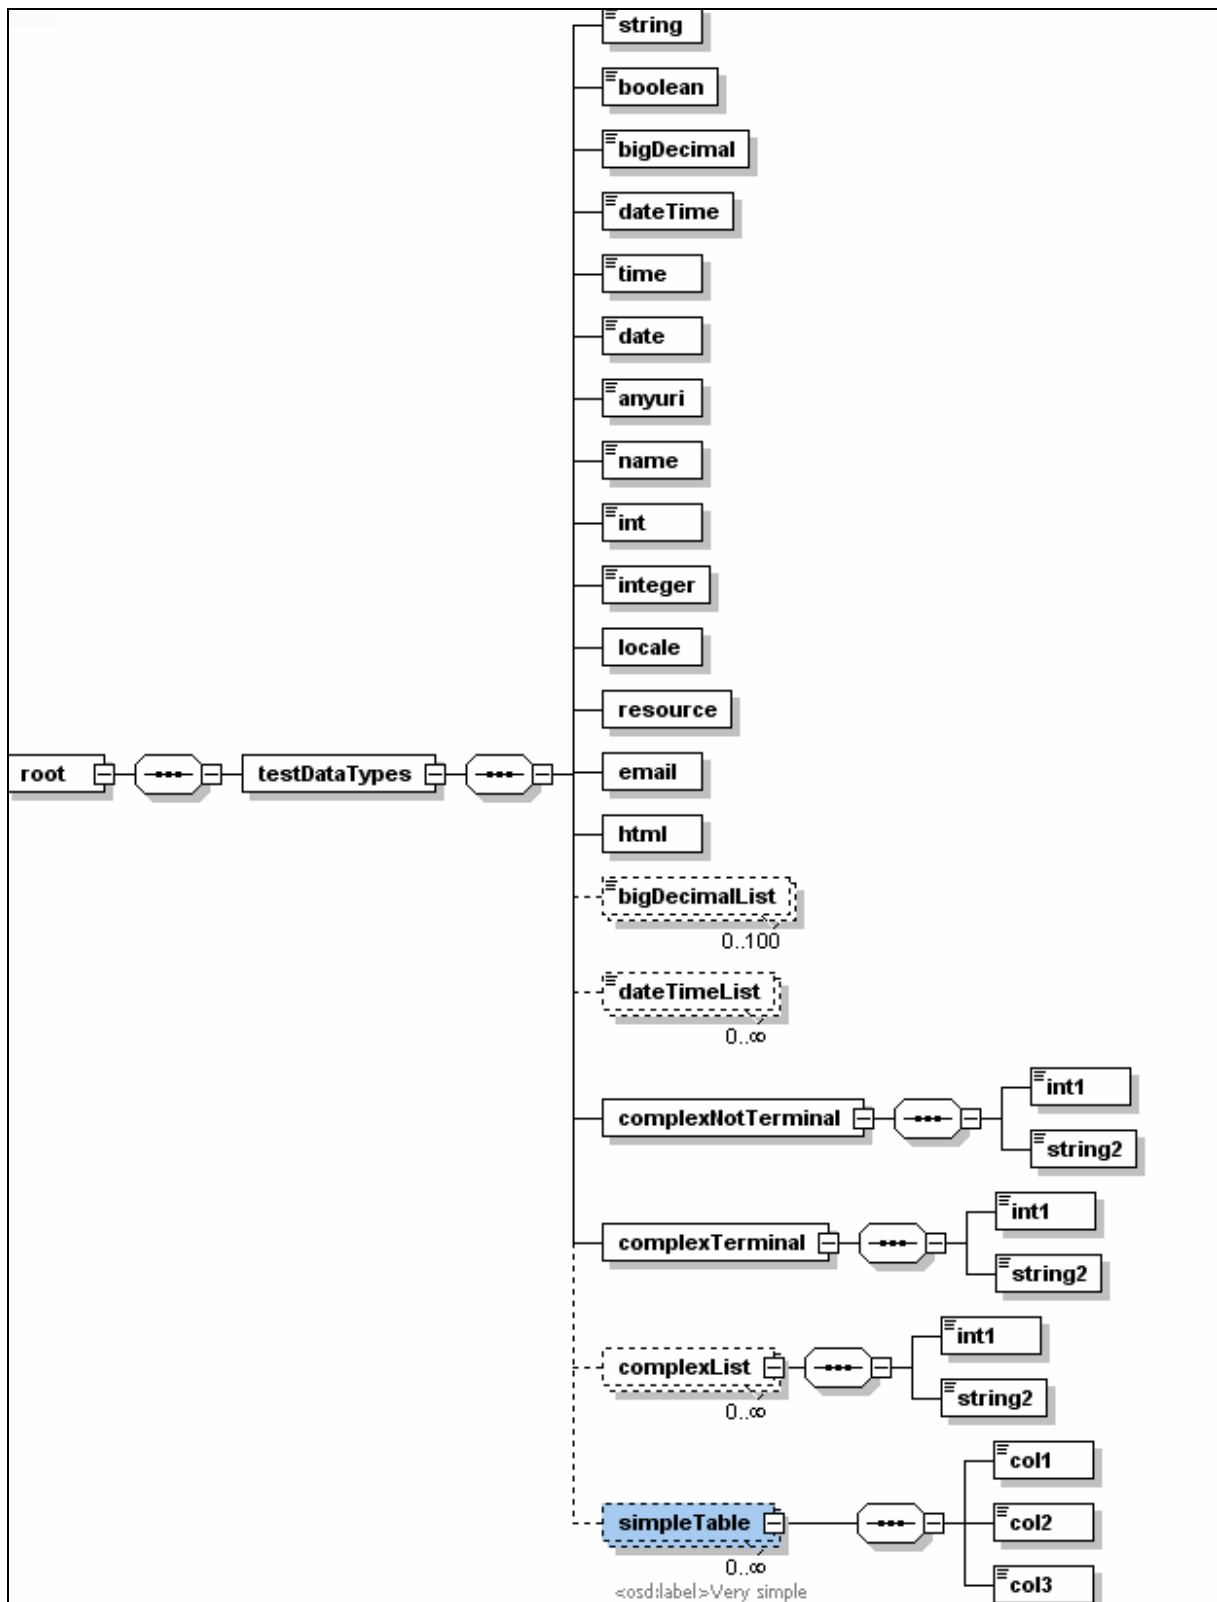 string
boolean
bigDecimal
dateTime
time
date
anyuri
name
int
integer
locale
resource
root
testDataTypes
email
html
bigDecimalList
0..100
dateTimeList
0..∞
complexNotTerminal
int1
string2
complexTerminal
int1
string2
complexList
0..∞
int1
string2
simpleTable
0..∞
<osd:label>Very simple
col1
col2
col3